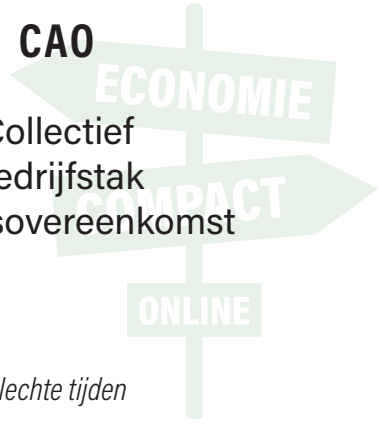 CAO
ECONOMIE
Collectief
edrijfstak
COMPACT
sovereenkomst
ONLINE
lechte tijden